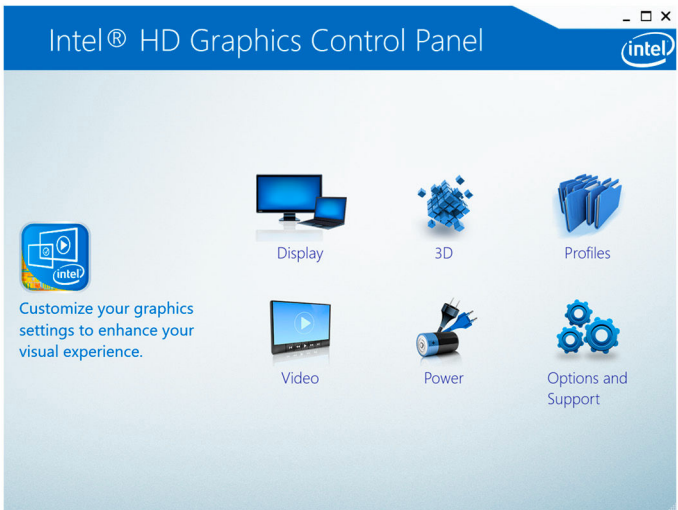 Intel® HD Graphics Control Panel
intel
Display
3D
Profiles
intel
Customize your graphics
settings to enhance your
visual experience.
Video
Power
Options and
Support